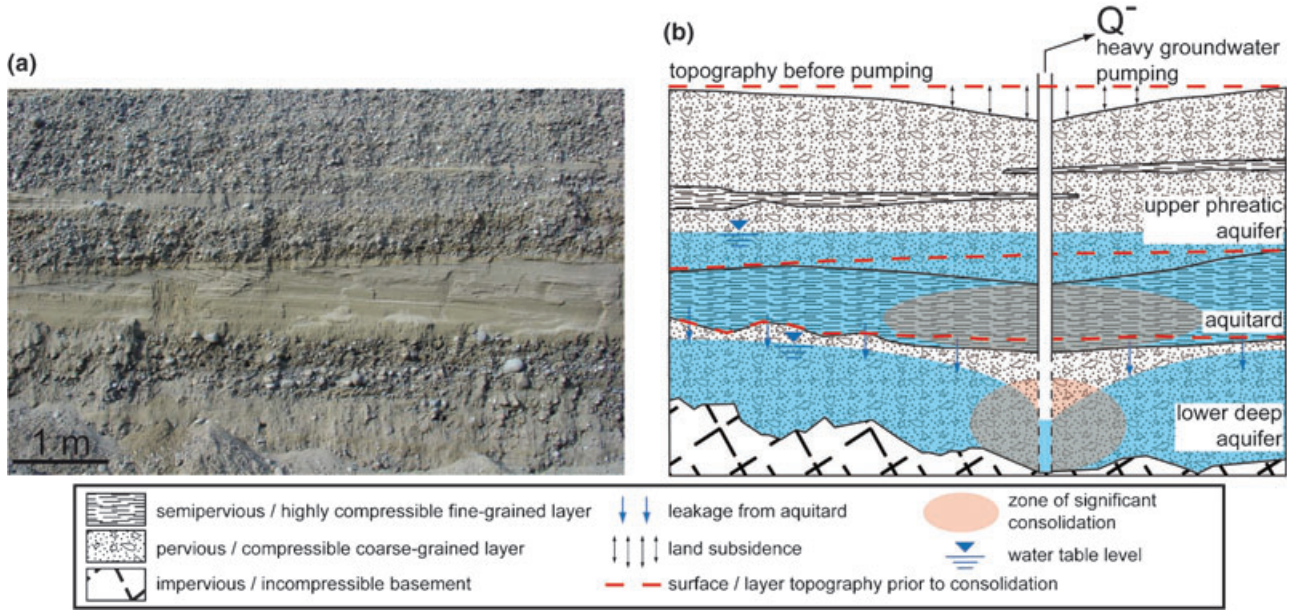 (a)
1 m
(b)
Q⁻
heavy groundwater
pumping
topography before pumping
upper phreatic
aquifer
aquitard
lower deep
aquifer
semipervious / highly compressible fine-grained layer
pervious / compressible coarse-grained layer
impervious / incompressible basement
leakage from aquitard
land subsidence
surface / layer topography prior to consolidation
zone of significant
consolidation
water table level